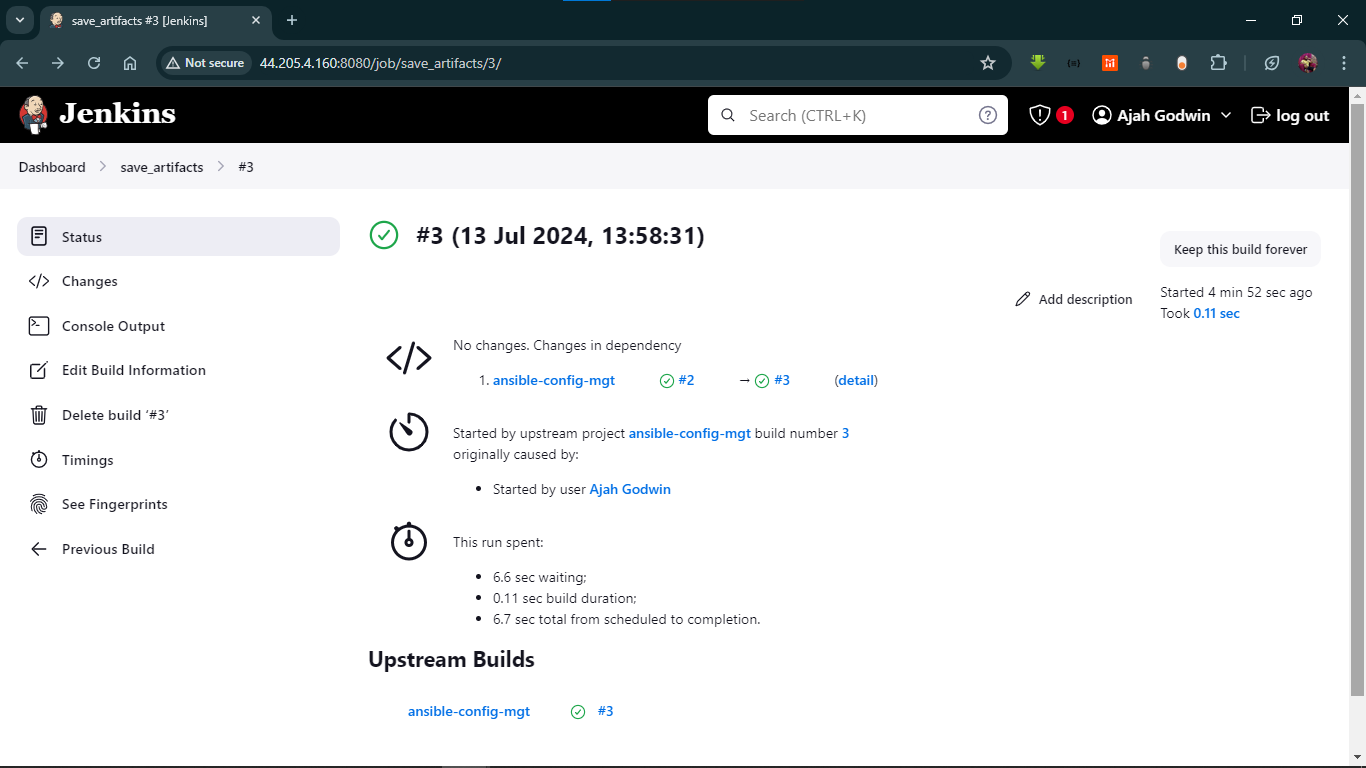 save_artifacts #3 [Jenkins]
Not secure 44.205.4.160:8080/job/save_artifacts/3/
Jenkins
Search (CTRL+K)
1
Ajah Godwin
log out
Dashboard > save_artifacts > #3
Status
Changes
Console Output
Edit Build Information
Delete build ‘#3’
Timings
See Fingerprints
Previous Build
#3 (13 Jul 2024, 13:58:31)
Keep this build forever
Add description
Started 4 min 52 sec ago
Took 0.11 sec
No changes. Changes in dependency
1. ansible-config-mgt #2 → #3 (detail)
Started by upstream project ansible-config-mgt build number 3
originally caused by:
• Started by user Ajah Godwin
This run spent:
• 6.6 sec waiting;
• 0.11 sec build duration;
• 6.7 sec total from scheduled to completion.
Upstream Builds
ansible-config-mgt #3